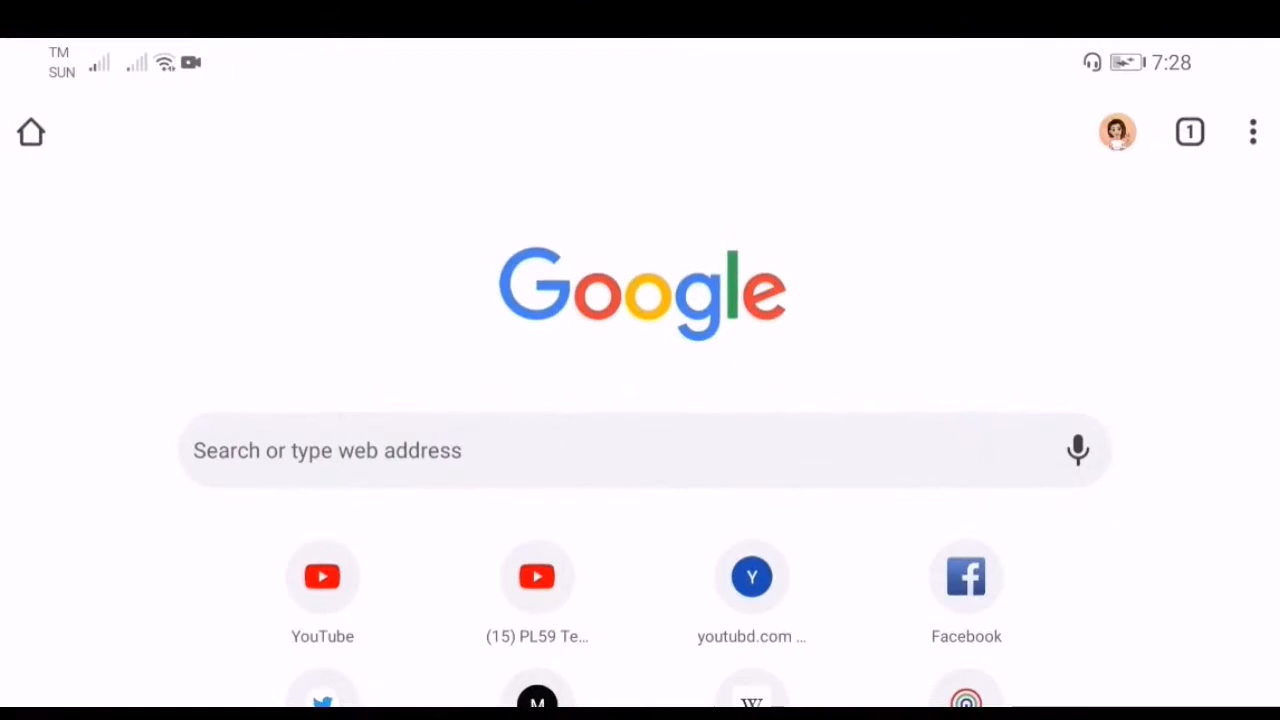 TM
SUN
7:28
1
Google
Search or type web address
Y
YouTube
(15) PL59 Te...
youtubd.com ...
Facebook
M
W